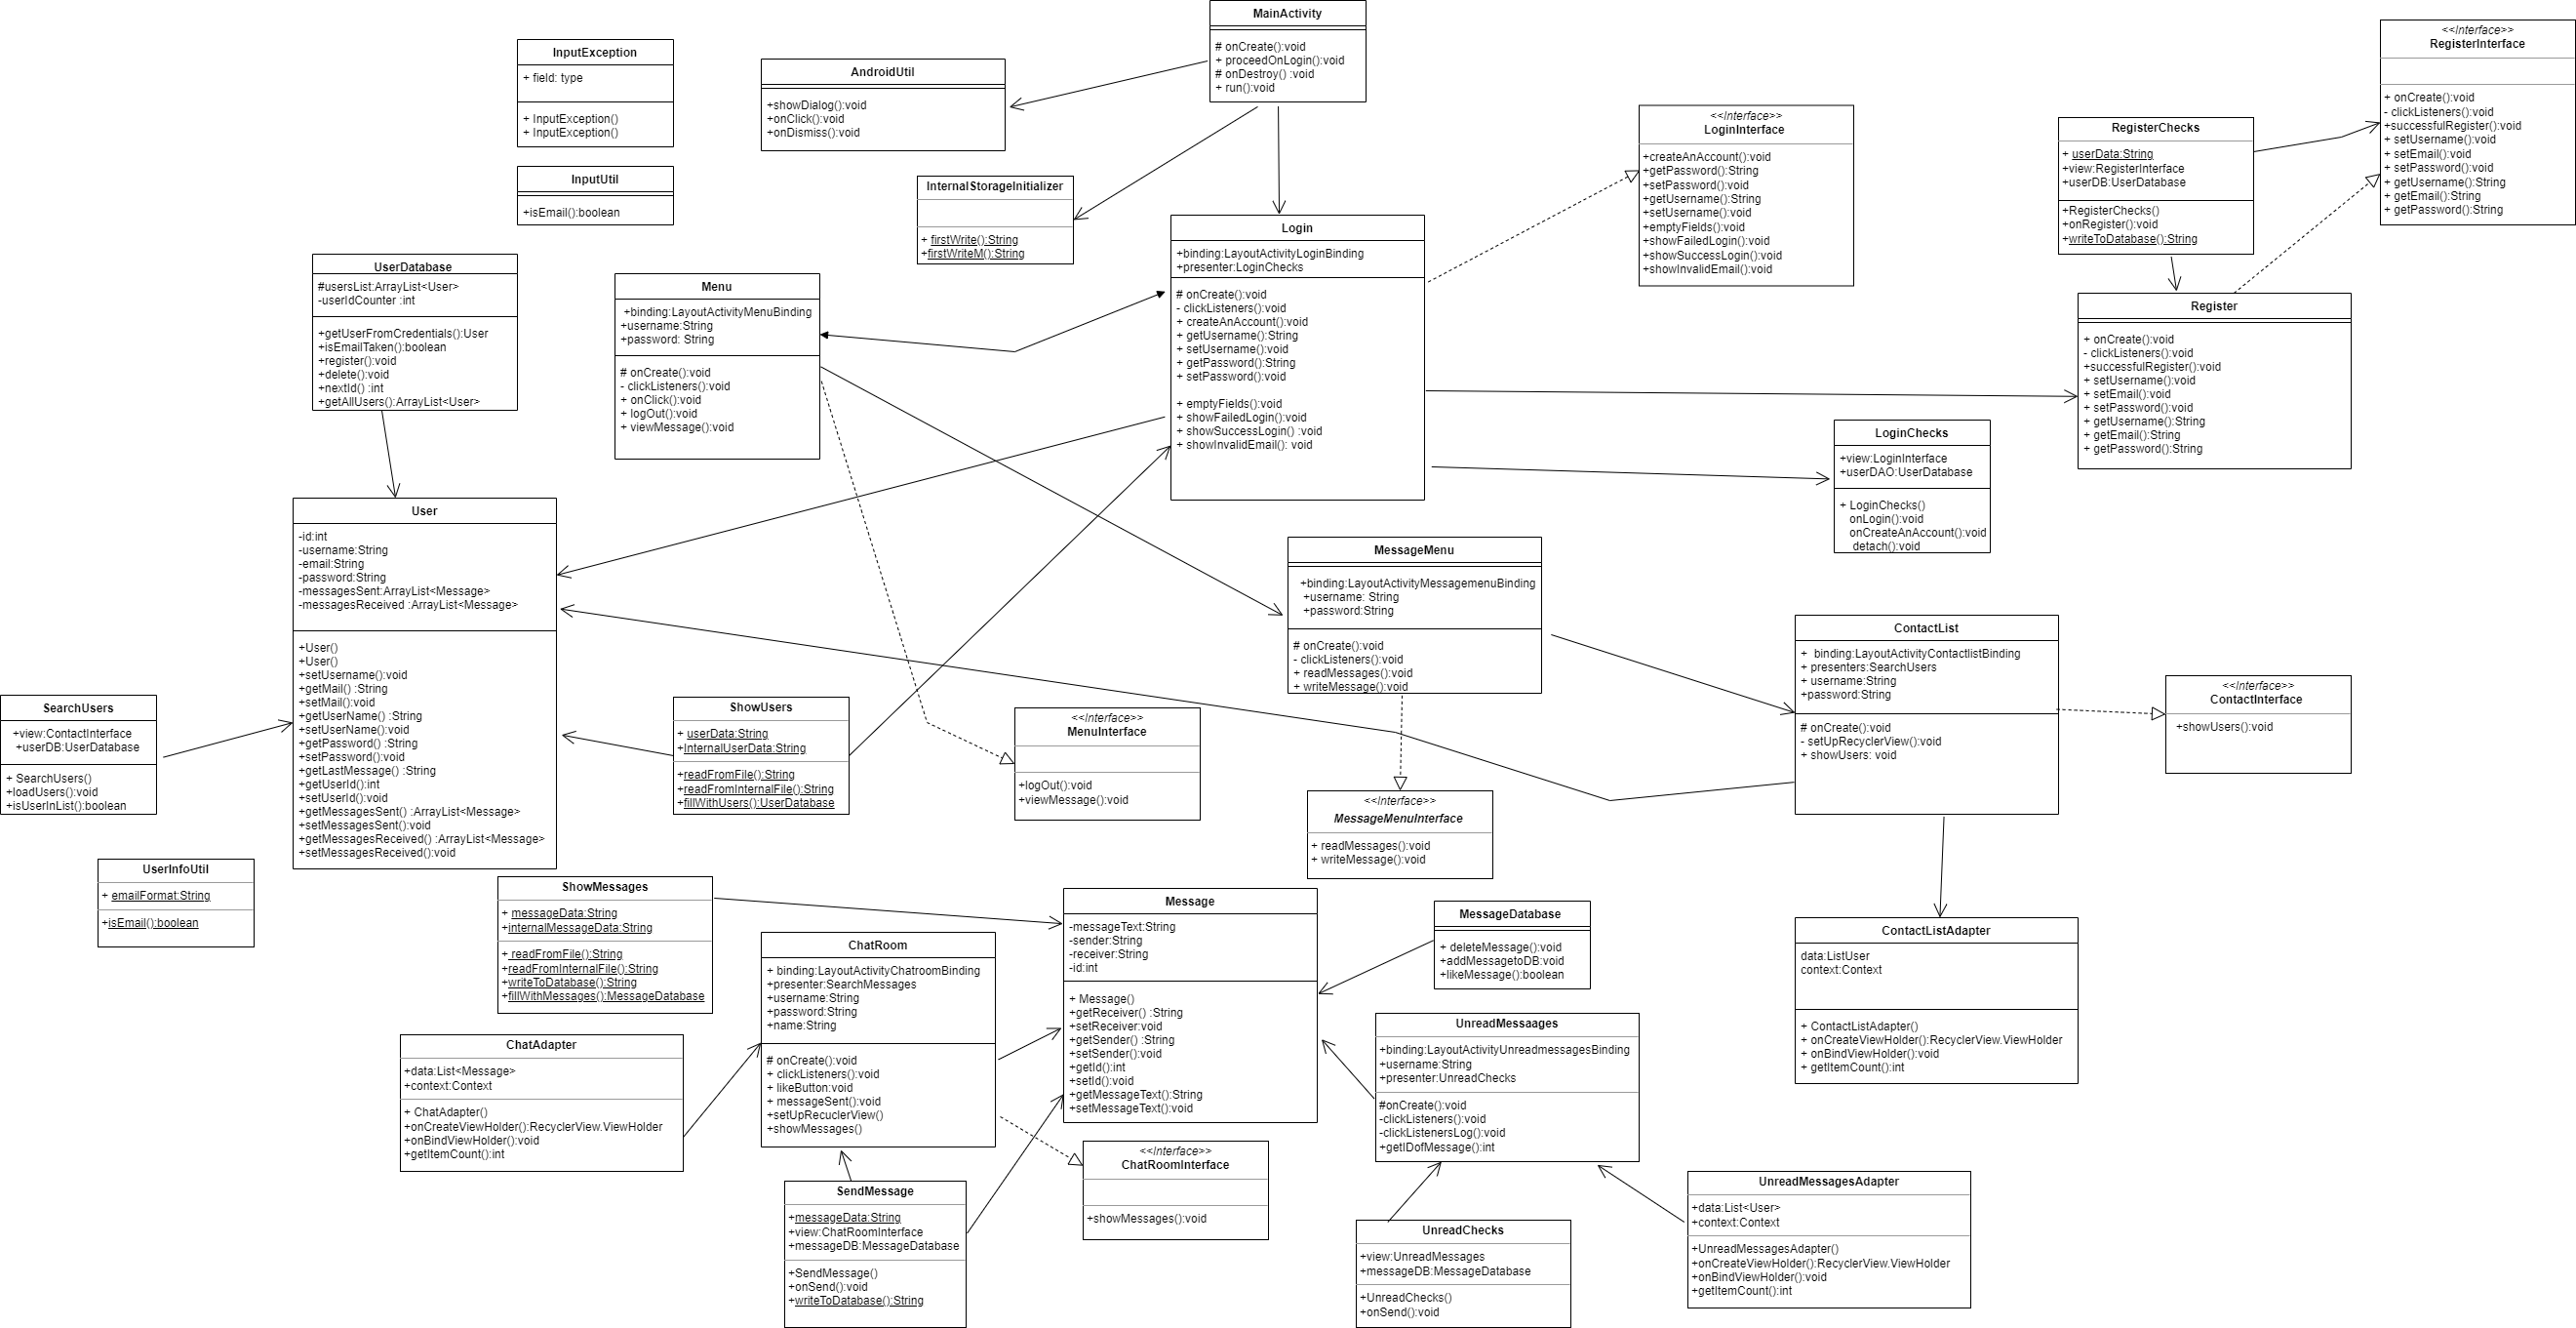 MainActivity
# onCreate():void
+ proceedOnLogin():void
# onDestroy() :void
+ run():void
<<Interface>>
RegisterInterface
+ onCreate():void
- clickListeners():void
+successfulRegister():void
+ setUsername():void
+ setEmail():void
+ setPassword():void
+ getUsername():String
+ getEmail():String
+ getPassword():String
InputException
+ field: type
+ InputException()
+ InputException()
AndroidUtil
+showDialog():void
+onClick():void
+onDismiss():void
<<Interface>>
LoginInterface
+createAnAccount():void
+getPassword():String
+setPassword():void
+getUsername():String
+setUsername():void
+emptyFields():void
+showFailedLogin():void
+showSuccessLogin():void
+showInvalidEmail():void
RegisterChecks
+ userData:String
+view:RegisterInterface
+userDB:UserDatabase
+RegisterChecks()
+onRegister():void
+writeToDatabase():String
InputUtil
+isEmail():boolean
InternalStorageInitializer
+ firstWrite():String
+firstWriteM():String
Login
+binding:LayoutActivityLoginBinding
+presenter:LoginChecks
# onCreate():void
- clickListeners():void
+ createAnAccount():void
+ getUsername():String
+ setUsername():void
+ getPassword():String
+ setPassword():void
+ emptyFields():void
+ showFailedLogin():void
+ showSuccessLogin() :void
+ showInvalidEmail(): void
UserDatabase
#usersList:ArrayList<User>
-userIdCounter :int
+getUserFromCredentials():User
+isEmailTaken():boolean
+register():void
+delete():void
+nextId() :int
+getAllUsers():ArrayList<User>
Menu
+binding:LayoutActivityMenuBinding
+username:String
+password: String
# onCreate():void
- clickListeners():void
+ onClick():void
+ logOut():void
+ viewMessage():void
Register
+ onCreate():void
- clickListeners():void
+successfulRegister():void
+ setUsername():void
+ setEmail():void
+ setPassword():void
+ getUsername():String
+ getEmail():String
+ getPassword():String
LoginChecks
+view:LoginInterface
+userDAO:UserDatabase
+ LoginChecks()
onLogin():void
onCreateAnAccount():void
detach():void
User
-id:int
-username:String
-email:String
-password:String
-messagesSent:ArrayList<Message>
-messagesReceived :ArrayList<Message>
+User()
+User()
+setUsername():void
+getMail() :String
+setMail():void
+getUserName() :String
+setUserName():void
+getPassword() :String
+setPassword():void
+getLastMessage() :String
+getUserId():int
+setUserId():void
+getMessagesSent() :ArrayList<Message>
+setMessagesSent():void
+getMessagesReceived() :ArrayList<Message>
+setMessagesReceived():void
MessageMenu
+binding:LayoutActivityMessagemenuBinding
+username: String
+password:String
# onCreate():void
- clickListeners():void
+ readMessages():void
+ writeMessage():void
ContactList
+ binding:LayoutActivityContactlistBinding
+ presenters:SearchUsers
+ username:String
+password:String
# onCreate():void
- setUpRecyclerView():void
+ showUsers: void
<<Interface>>
ContactInterface
+showUsers():void
SearchUsers
+view:ContactInterface
+userDB:UserDatabase
+ SearchUsers()
+loadUsers():void
+isUserInList():boolean
ShowUsers
+ userData:String
+InternalUserData:String
+readFromFile():String
+readFromInternalFile():String
+fillWithUsers():UserDatabase
<<Interface>>
MenuInterface
+logOut():void
+viewMessage():void
<<Interface>>
MessageMenuInterface
+ readMessages():void
+ writeMessage():void
UserInfoUtil
+ emailFormat:String
+isEmail():boolean
ShowMessages
+ messageData:String
+internalMessageData:String
+ readFromFile():String
+readFromInternalFile():String
+writeToDatabase():String
+fillWithMessages():MessageDatabase
Message
-messageText:String
-sender:String
-receiver:String
-id:int
+ Message()
+getReceiver() :String
+setReceiver:void
+getSender() :String
+setSender():void
+getId():int
+setId():void
+getMessageText():String
+setMessageText():void
MessageDatabase
+ deleteMessage():void
+addMessagetoDB:void
+likeMessage():boolean
ContactListAdapter
data:ListUser
context:Context
+ ContactListAdapter()
+ onCreateViewHolder():RecyclerView.ViewHolder
+ onBindViewHolder():void
+ getItemCount():int
ChatRoom
+ binding:LayoutActivityChatroomBinding
+presenter:SearchMessages
+username:String
+password:String
+name:String
# onCreate():void
+ clickListeners():void
+ likeButton:void
+ messageSent():void
+setUpRecuclerView()
+showMessages()
UnreadMessaages
+binding:LayoutActivityUnreadmessagesBinding
+username:String
+presenter:UnreadChecks
#onCreate():void
-clickListeners():void
-clickListenersLog():void
+getIDofMessage():int
ChatAdapter
+data:List<Message>
+context:Context
+ ChatAdapter()
+onCreateViewHolder():RecyclerView.ViewHolder
+onBindViewHolder():void
+getItemCount():int
<<Interface>>
ChatRoomInterface
+showMessages():void
SendMessage
+messageData:String
+view:ChatRoomInterface
+messageDB:MessageDatabase
+SendMessage()
+onSend():void
+writeToDatabase():String
UnreadChecks
+view:UnreadMessages
+messageDB:MessageDatabase
+UnreadChecks()
+onSend():void
UnreadMessagesAdapter
+data:List<User>
+context:Context
+UnreadMessagesAdapter()
+onCreateViewHolder():RecyclerView.ViewHolder
+onBindViewHolder():void
+getItemCount():int